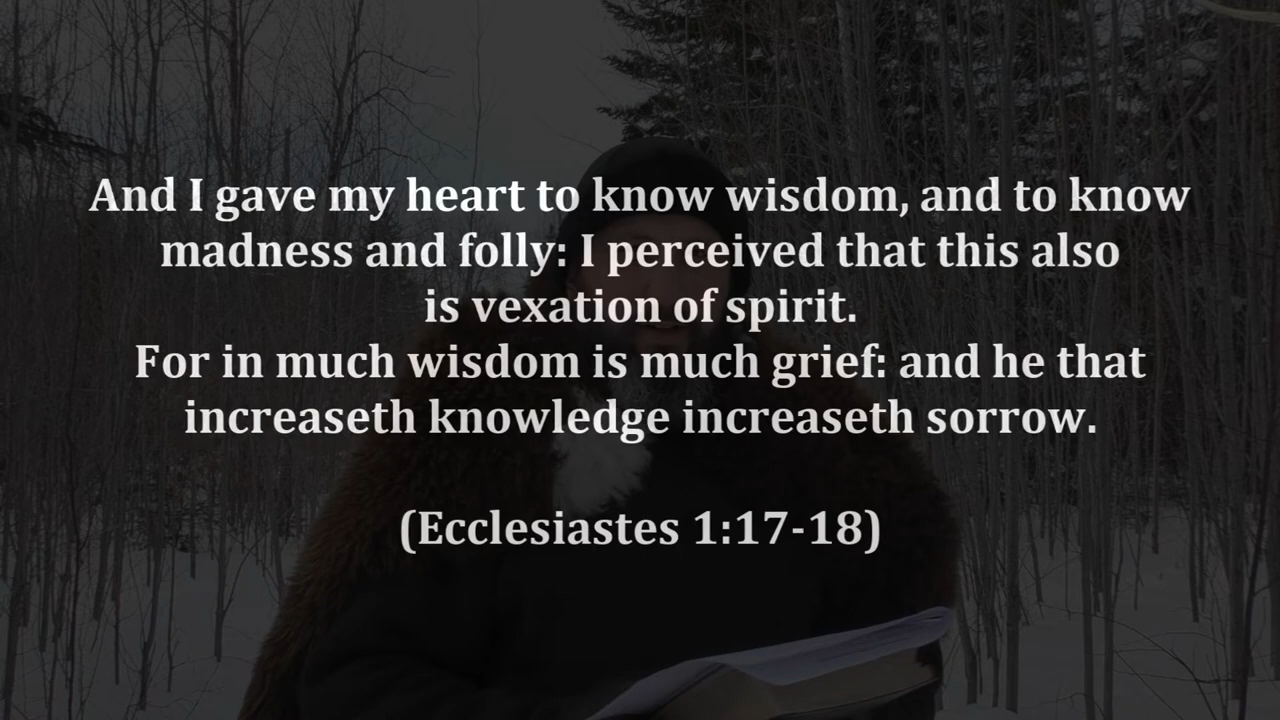 And I gave my heart to know wisdom, and to know
madness and folly: I perceived that this also
is vexation of spirit.
For in much wisdom is much grief: and he that
increaseth knowledge increaseth sorrow.
(Ecclesiastes 1:17-18)